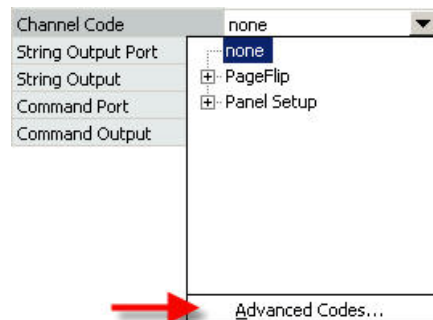 Channel Code none
String Output Port none
String Output PageFlip
Command Port Panel Setup
Command Output
Advanced Codes...